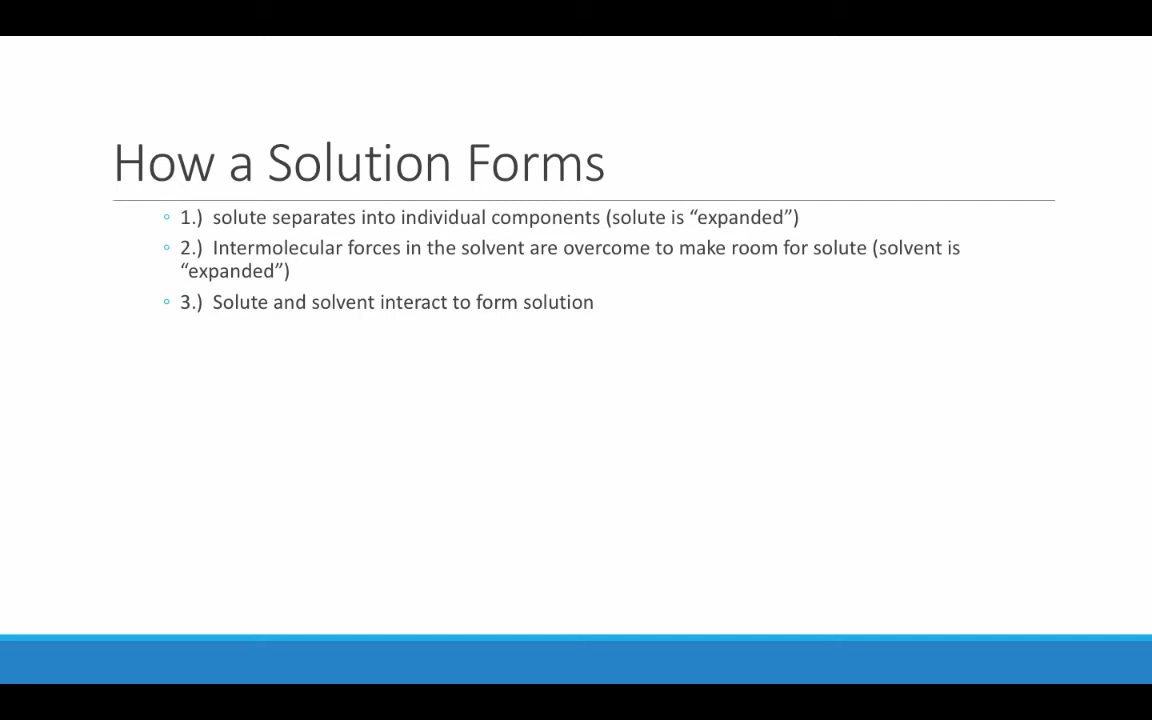 How a Solution Forms
◦ 1.) solute separates into individual components (solute is “expanded”)
◦ 2.) Intermolecular forces in the solvent are overcome to make room for solute (solvent is
“expanded”)
◦ 3.) Solute and solvent interact to form solution